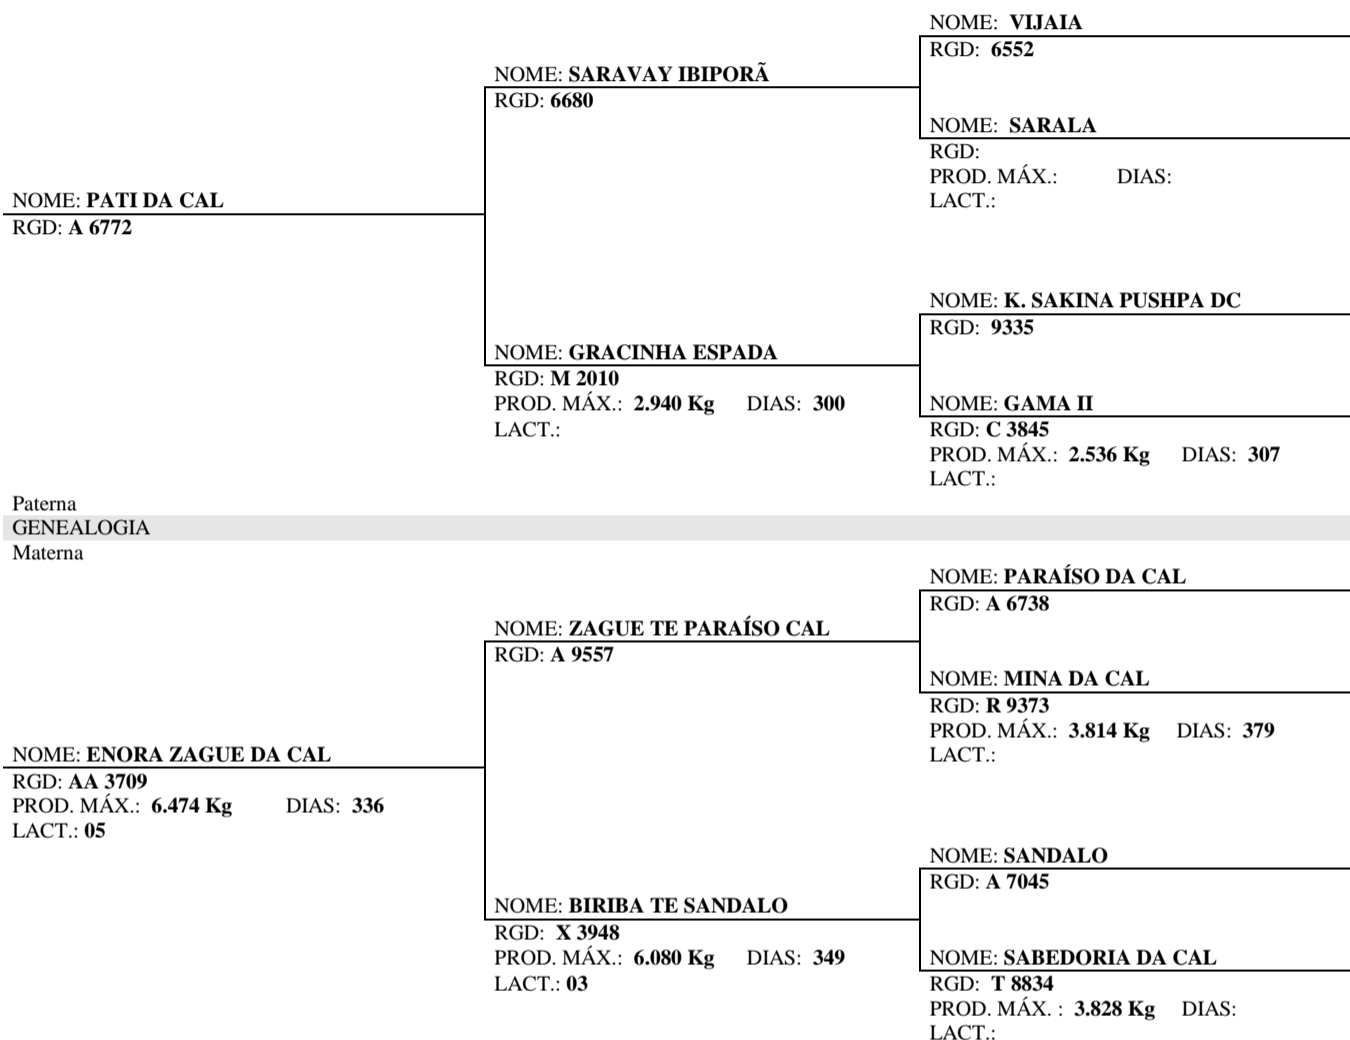 NOME: VIJAIA
RGD: 6552
NOME: SARAVAY IBIPORÃ
RGD: 6680
NOME: SARALA
RGD:
PROD. MÁX.: DIAS:
LACT.:
NOME: PATI DA CAL
RGD: A 6772
NOME: K. SAKINA PUSHPA DC
RGD: 9335
NOME: GRACINHA ESPADA
RGD: M 2010
PROD. MÁX.: 2.940 Kg DIAS: 300
LACT.:
NOME: GAMA II
RGD: C 3845
PROD. MÁX.: 2.536 Kg DIAS: 307
LACT.:
Paterna
GENEALOGIA
Materna
NOME: PARAÍSO DA CAL
RGD: A 6738
NOME: ZAGUE TE PARAÍSO CAL
RGD: A 9557
NOME: MINA DA CAL
RGD: R 9373
PROD. MÁX.: 3.814 Kg DIAS: 379
LACT.:
NOME: ENORA ZAGUE DA CAL
RGD: AA 3709
PROD. MÁX.: 6.474 Kg DIAS: 336
LACT.: 05
NOME: SANDALO
RGD: A 7045
NOME: BIRIBA TE SANDALO
RGD: X 3948
PROD. MÁX.: 6.080 Kg DIAS: 349
LACT.: 03
NOME: SABEDORIA DA CAL
RGD: T 8834
PROD. MÁX. : 3.828 Kg DIAS:
LACT.: